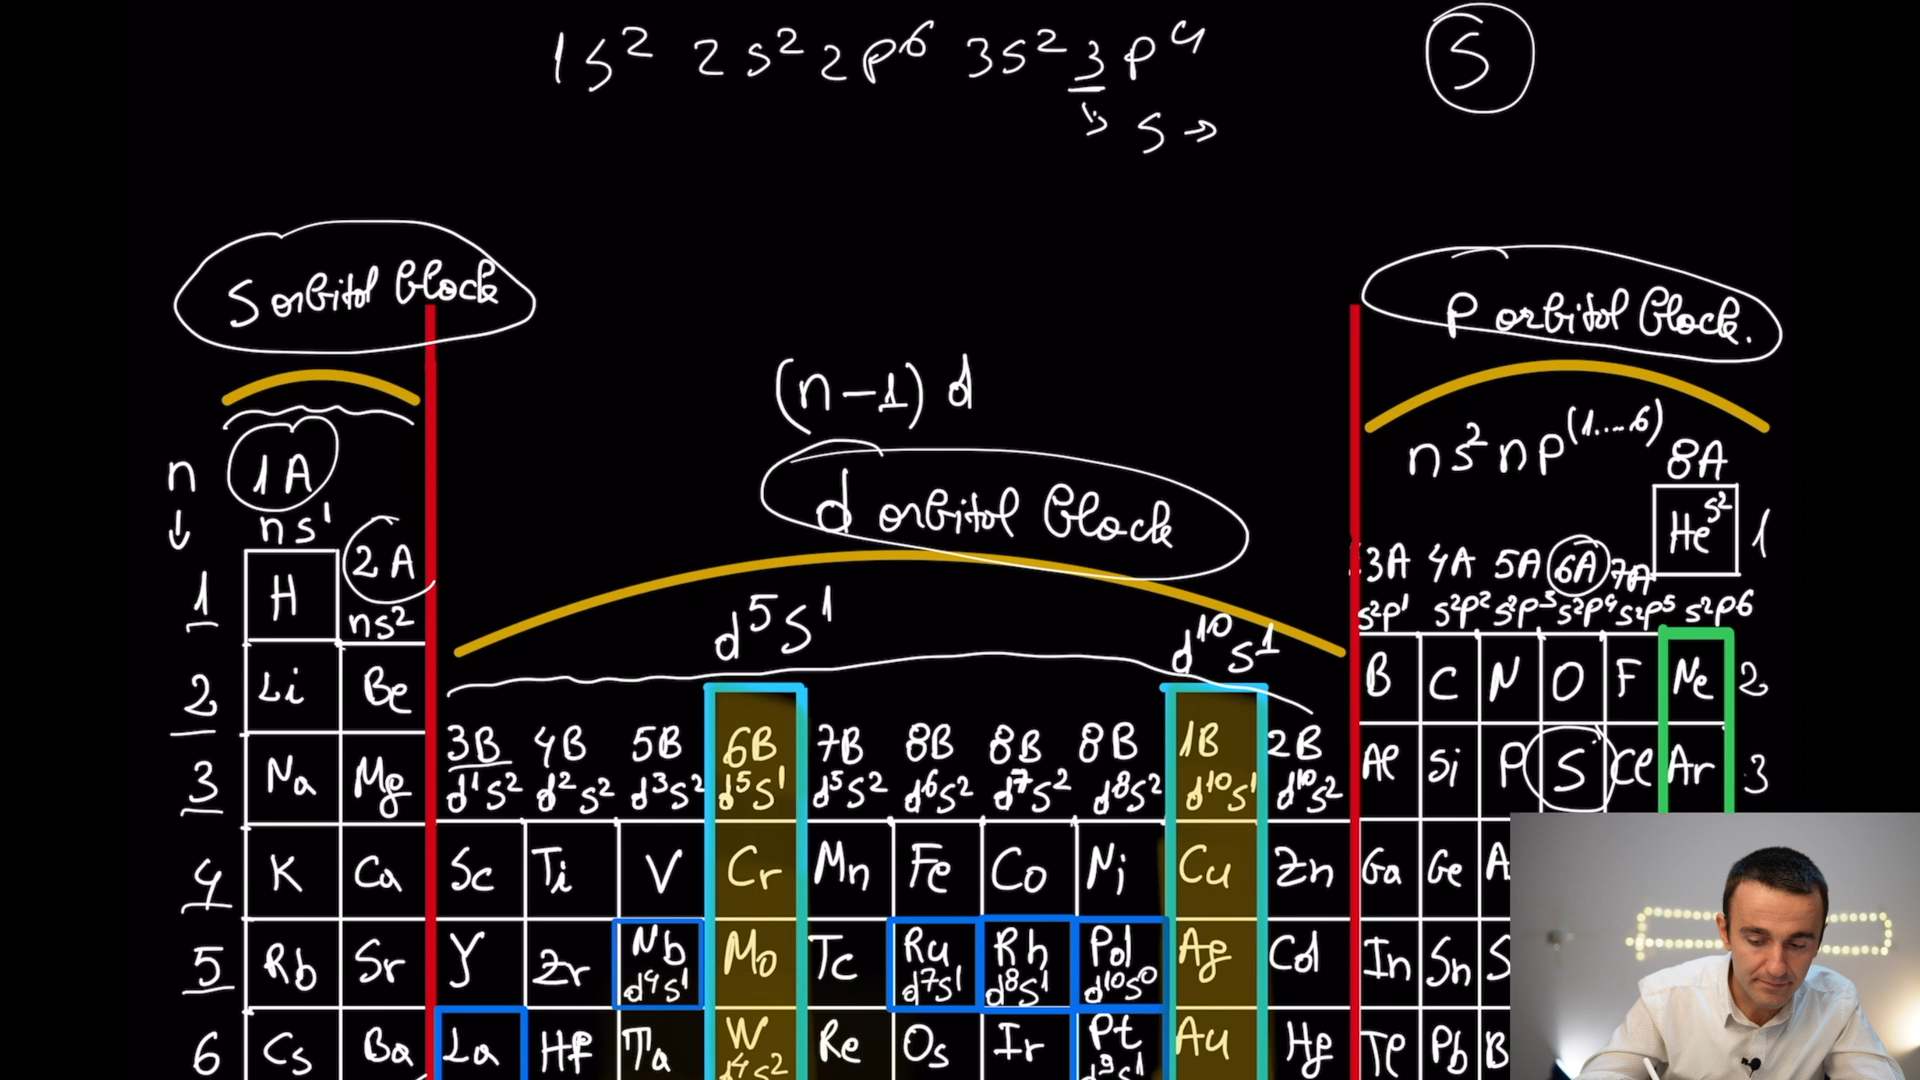 1s² 2s² 2p⁶ 3s² 3p⁴
S
s →
S orbital block
p orbital block.
(n-1) d
ns² np⁽¹····⁶⁾
d orbital block
n
1A
8A
ns¹
2A
He s² 1
3A 4A 5A 6A 7A
1 H ns²
s²p¹ s²p² s²p³ s²p⁴ s²p⁵ s²p⁶
d⁵s¹
d¹⁰s¹
2 Li Be
B C N O F Ne 2
3B 4B 5B 6B 7B 8B 8B 8B 1B 2B
3 Na Mg
Al Si P S Cl Ar 3
d¹s² d²s² d³s² d⁵s¹ d⁵s² d⁶s² d⁷s² d⁸s² d¹⁰s¹ d¹⁰s²
4 K Ca Sc Ti V Cr Mn Fe Co Ni Cu Zn Ga Ge A
5 Rb Sr Y Zr Nb Mo Tc Ru Rh Pd Ag Cd In Sn S
d⁴s¹ d⁷s¹ d⁸s¹ d¹⁰s⁰
6 Cs Ba La Hf Ta W Re Os Ir Pt Au Hg Tl Pb B
d⁴s² d⁹s¹